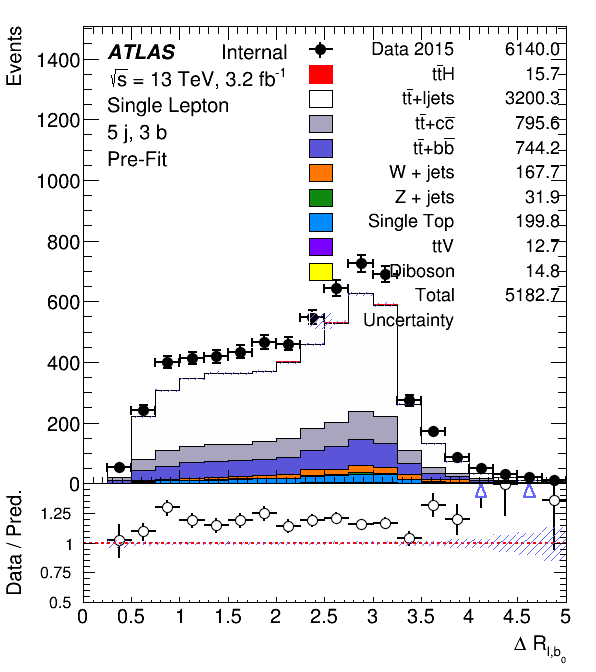 ATLAS Internal
√s = 13 TeV, 3.2 fb⁻¹
Single Lepton
5 j, 3 b
Pre-Fit
Data 2015 6140.0
tt̄H 15.7
tt̄+ljets 3200.3
tt̄+cc̄ 795.6
tt̄+bb̄ 744.2
W + jets 167.7
Z + jets 31.9
Single Top 199.8
ttV 12.7
Diboson 14.8
Total 5182.7
Uncertainty
Events
1400
1200
1000
800
600
400
200
0
Data / Pred.
1.25
1
0.75
0.5
0 0.5 1 1.5 2 2.5 3 3.5 4 4.5 5
Δ R_{l,b_0}